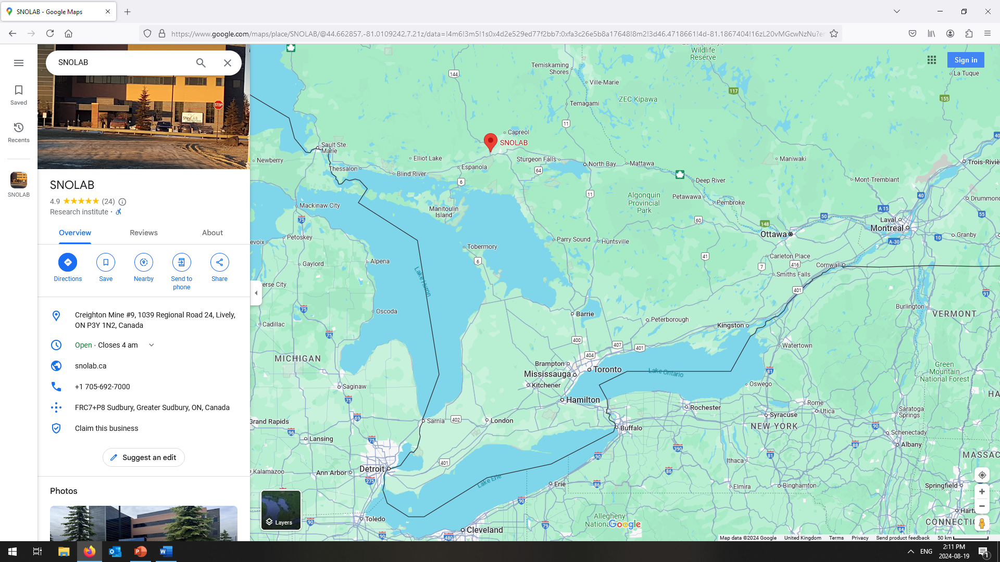 SNOLAB - Google Maps
https://www.google.com/maps/place/SNOLAB/@44.662857,-81.0109242,7.21z/data=!4m6!3m5!1s0x4d2e529ed77f2bb7:0xfa3c26e5b8a17648!8m2!3d46.4718661!4d-81.1867404!16zL20vMGcwNzNu?e
SNOLAB
Saved
Recents
SNOLAB
STOP
SNOLAB
SNOLAB
4.9
(24)
Research institute ·
Overview
Reviews
About
Directions
Save
Nearby
Send to
phone
Share
Creighton Mine #9, 1039 Regional Road 24, Lively,
ON P3Y 1N2, Canada
Open · Closes 4 am
snolab.ca
+1 705-692-7000
FRC7+P8 Sudbury, Greater Sudbury, ON, Canada
Claim this business
Suggest an edit
Photos
Sign in
Wildlife
Reserve
Temiskaming
Shores
Ville-Marie
ZEC Kipawa
Temagami
La Tuque
144
117
155
11
Capreol
SNOLAB
Sault Ste.
Marie
Newberry
Elliot Lake
Sturgeon Falls
Maniwaki
Thessalon
Blind River
Espanola
64
North Bay
Mattawa
Trois-Riviè
40
6
Deep River
Mont-Tremblant
11
Algonquin
Provincial
Park
Petawawa
Pembroke
40
Drummond
Mackinaw City
Manitoulin
Island
A 15
55
75
60
148
50
Laval
Montreal
Ottawa
evoix
Petoskey
Parry Sound
Huntsville
A-30
10
Granby
Tobermory
Gaylord
Alpena
6
41
Carleton Place
7
416
Cornwall
Smiths Falls
Lake Huron
erse City
401
91
75
Oscoda
Barrie
Peterborough
Burlington
VERMONT
Cadillac
75
Kingston
400
407
401
Watertown
MICHIGAN
404
Brampton
Mississauga
Toronto
Lake Ontario
81
Green
Mountain
National Forest
Kitchener
Oswego
Saginaw
75
Hamilton
Rochester
Rome
Utica
HA
Saratoga
Springs
Grand Rapids
69
Sarnia
402
London
Syracuse
NEW YORK
90
Buffalo
96
Lansing
75
Schenectady
390
88
Albany
90
81
401
Ithaca
MASSAC
Kalamazoo
Ann Arbor
Detroit
275
Lake Erie
86
86
Erie
Elmira
Binghamton
Springfield
90
Toledo
90
90
Cleveland
480
79
Allegheny
Nationa
Google
84
Hart
CONNECTIC
Layers
Map data ©2024 Google
United Kingdom
Terms
Privacy
Send product feedback
50 km
ENG
2:11 PM
2024-08-19
1